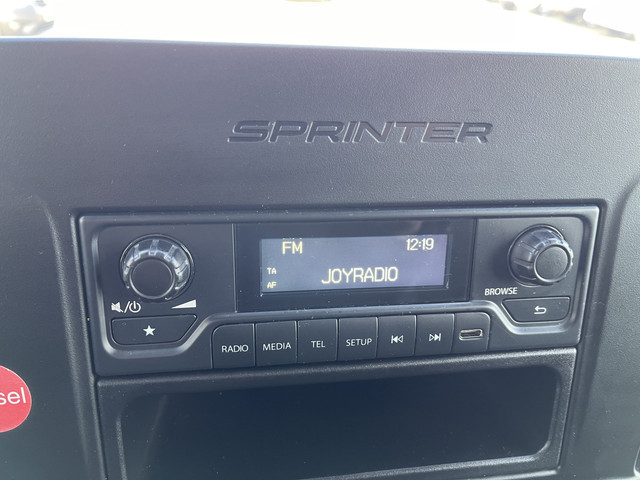 SPRINTER
FM 12:19
TA
AF JOYRADIO
BROWSE
RADIO MEDIA TEL SETUP
sel